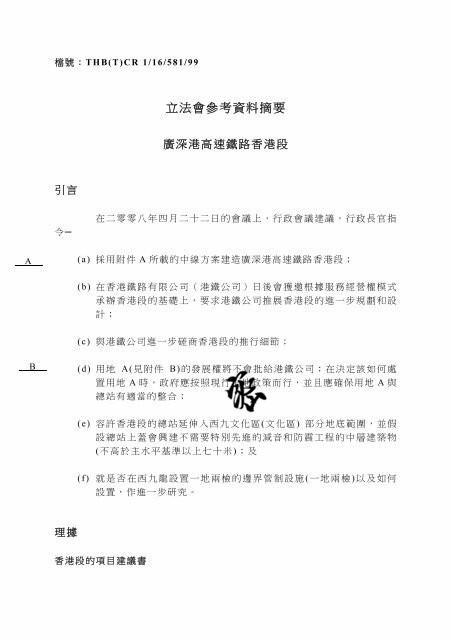 檔號：THB(T)CR 1/16/581/99
立法會參考資料摘要
廣深港高速鐵路香港段
引言
在二零零八年四月二十二日的會議上，行政會議建議，行政長官指
令─
A
(a) 採用附件 A 所載的中線方案建造廣深港高速鐵路香港段；
(b) 在香港鐵路有限公司（港鐵公司）日後會獲邀根據服務經營權模式
承辦香港段的基礎上，要求港鐵公司推展香港段的進一步規劃和設
計；
(c) 與港鐵公司進一步磋商香港段的推行細節；
B
(d) 用地 A(見附件 B)的發展權將不會批給港鐵公司；在決定該如何處
置用地 A 時，政府應按照現行 政策而行，並且應確保用地 A 與
總站有適當的整合；
(e) 容許香港段的總站延伸入西九文化區(文化區) 部分地底範圍，並假
設總站上蓋會興建不需要特別先進的減音和防震工程的中層建築物
(不高於主水平基準以上七十米)；及
(f) 就是否在西九龍設置一地兩檢的邊界管制設施(一地兩檢)以及如何
設置，作進一步研究。
理據
香港段的項目建議書